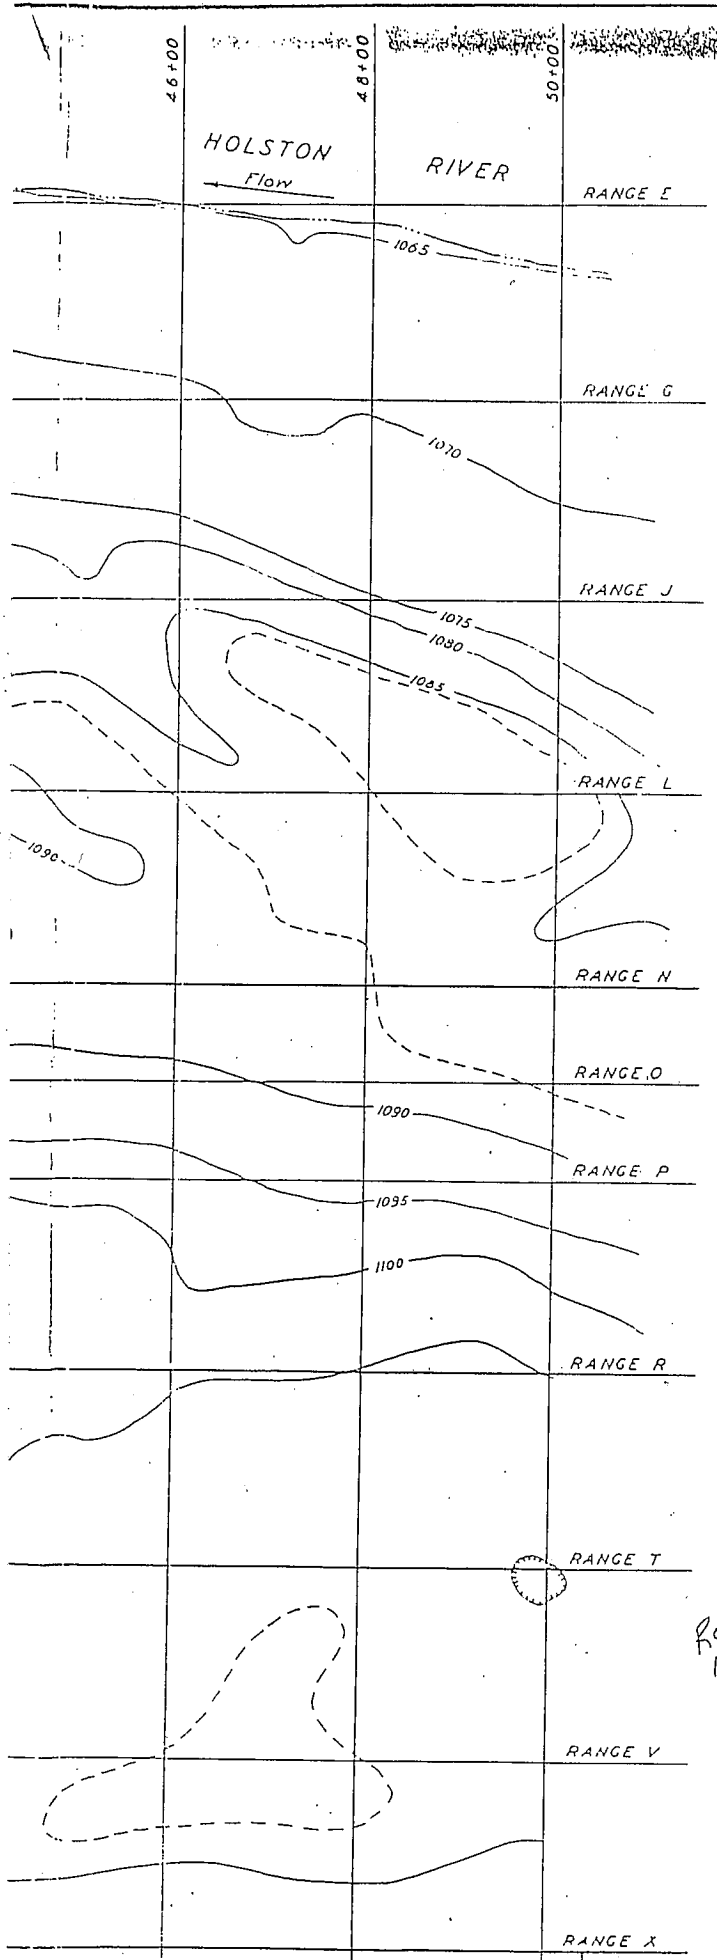 46+00
48+00
50+00
HOLSTON RIVER
Flow
RANGE E
1065
RANGE G
1070
RANGE J
1075
1080
1085
RANGE L
1090
RANGE N
RANGE O
1090
RANGE P
1095
1100
RANGE R
RANGE T
RANGE V
RANGE X